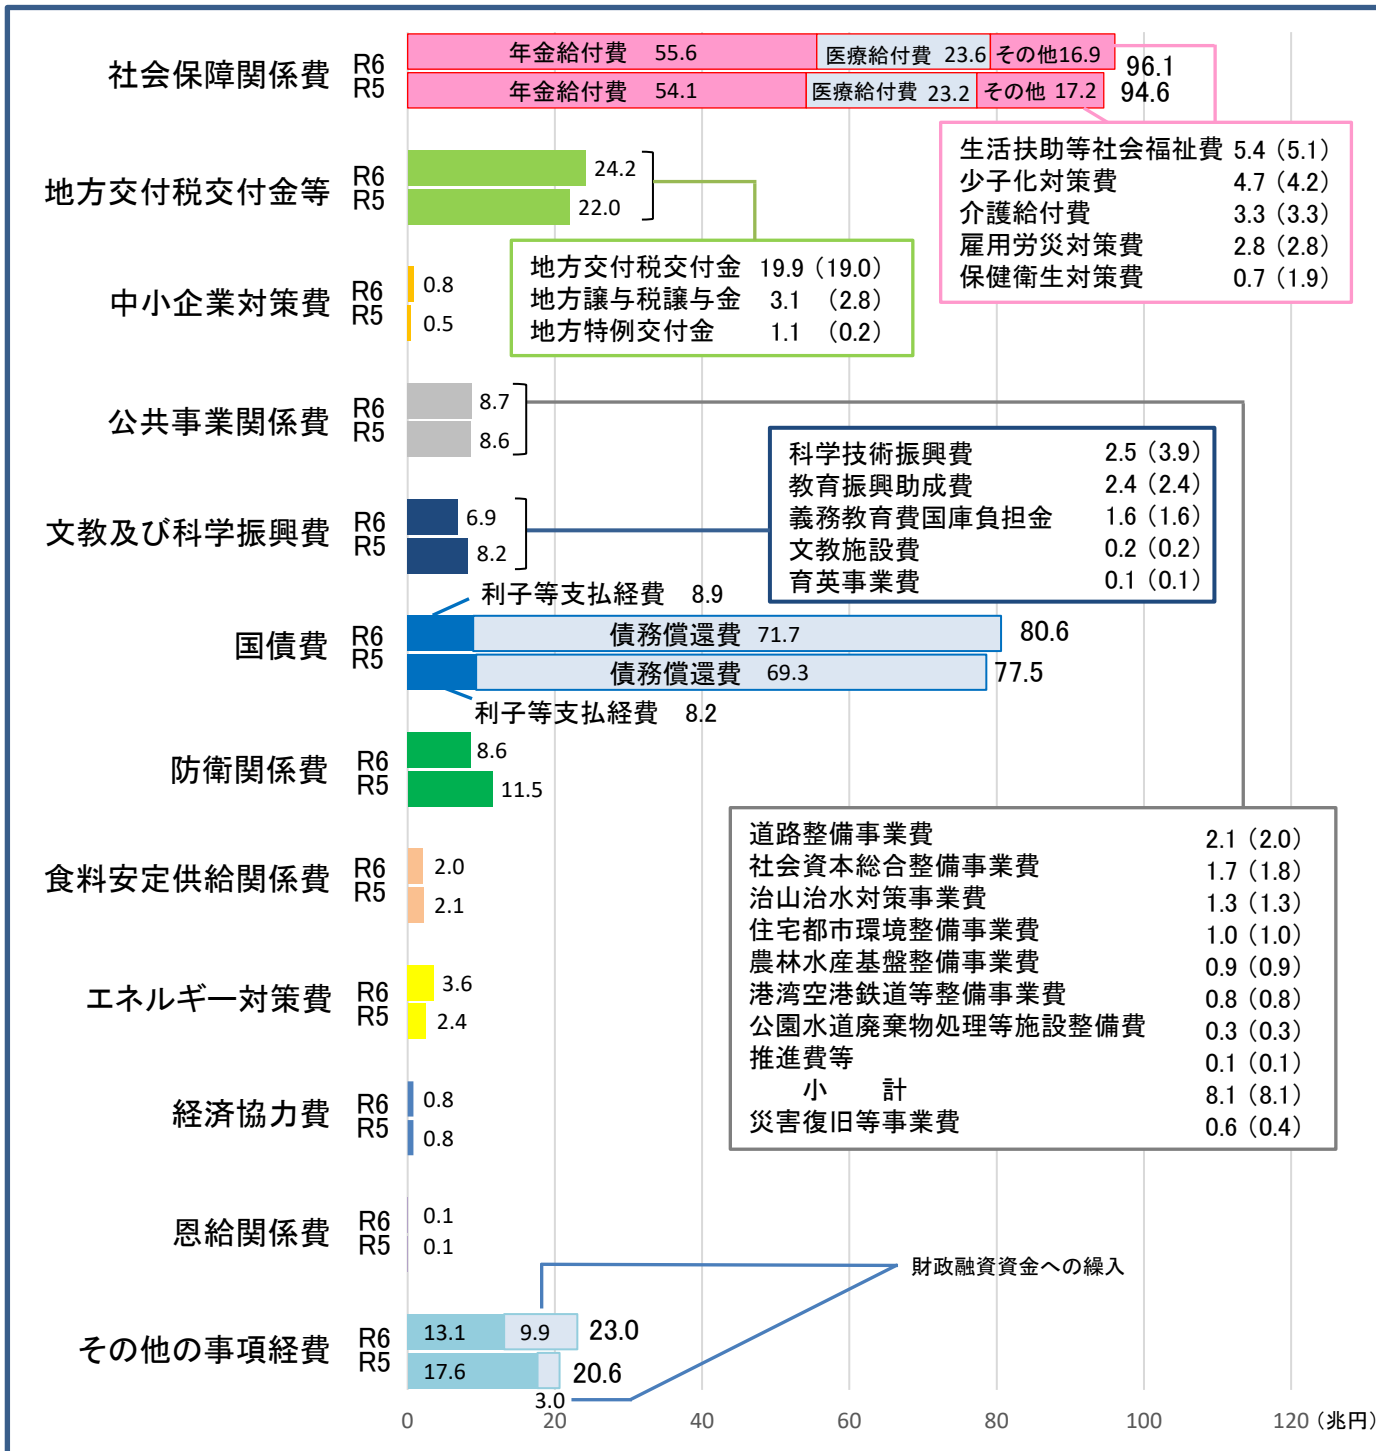 社会保障関係費
R6
R5
年金給付費 55.6
医療給付費 23.6
その他16.9
96.1
年金給付費 54.1
医療給付費 23.2
その他 17.2
94.6
生活扶助等社会福祉費 5.4（5.1）
少子化対策費 4.7（4.2）
介護給付費 3.3（3.3）
雇用労災対策費 2.8（2.8）
保健衛生対策費 0.7（1.9）
地方交付税交付金等
R6
R5
24.2
22.0
地方交付税交付金 19.9（19.0）
地方譲与税譲与金 3.1 （2.8）
地方特例交付金 1.1 （0.2）
中小企業対策費
R6
R5
0.8
0.5
公共事業関係費
R6
R5
8.7
8.6
科学技術振興費 2.5（3.9）
教育振興助成費 2.4（2.4）
義務教育費国庫負担金 1.6（1.6）
文教施設費 0.2（0.2）
育英事業費 0.1（0.1）
文教及び科学振興費
R6
R5
6.9
8.2
利子等支払経費 8.9
国債費
R6
R5
債務償還費 71.7
80.6
債務償還費 69.3
77.5
利子等支払経費 8.2
防衛関係費
R6
R5
8.6
11.5
道路整備事業費 2.1（2.0）
社会資本総合整備事業費 1.7（1.8）
治山治水対策事業費 1.3（1.3）
住宅都市環境整備事業費 1.0（1.0）
農林水産基盤整備事業費 0.9（0.9）
港湾空港鉄道等整備事業費 0.8（0.8）
公園水道廃棄物処理等施設整備費 0.3（0.3）
推進費等 0.1（0.1）
小 計 8.1（8.1）
災害復旧等事業費 0.6（0.4）
食料安定供給関係費
R6
R5
2.0
2.1
エネルギー対策費
R6
R5
3.6
2.4
経済協力費
R6
R5
0.8
0.8
恩給関係費
R6
R5
0.1
0.1
財政融資資金への繰入
その他の事項経費
R6
R5
13.1
9.9
23.0
17.6
20.6
3.0
0 20 40 60 80 100 120（兆円）